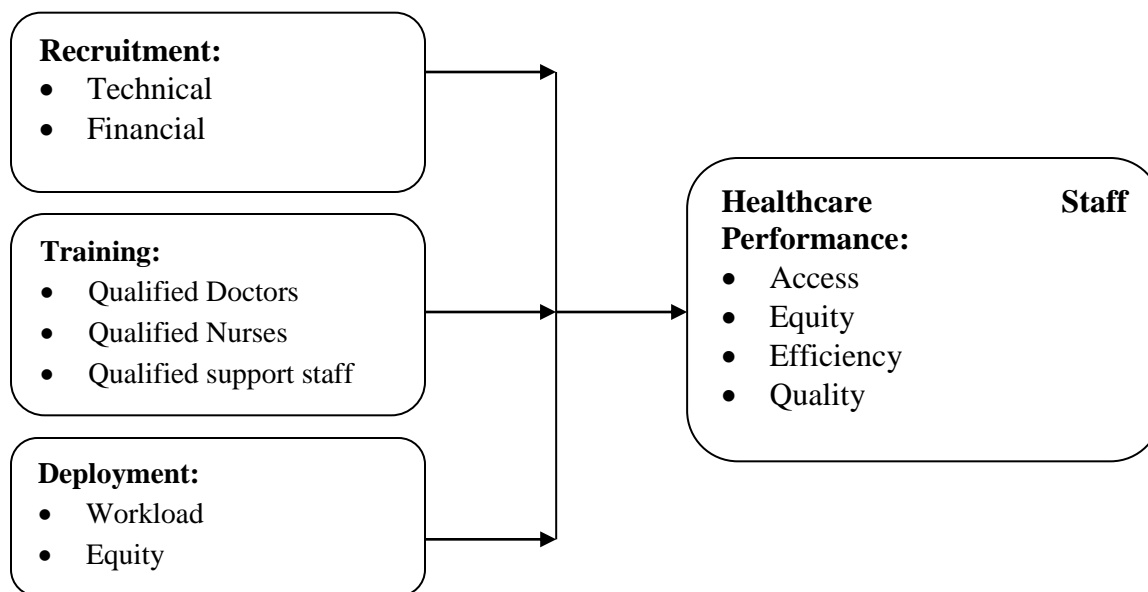 Recruitment:
• Technical
• Financial
Training:
• Qualified Doctors
• Qualified Nurses
• Qualified support staff
Deployment:
• Workload
• Equity
Healthcare Staff
Performance:
• Access
• Equity
• Efficiency
• Quality